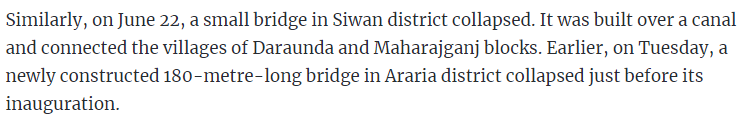 Similarly, on June 22, a small bridge in Siwan district collapsed. It was built over a canal
and connected the villages of Daraunda and Maharajganj blocks. Earlier, on Tuesday, a
newly constructed 180-metre-long bridge in Araria district collapsed just before its
inauguration.